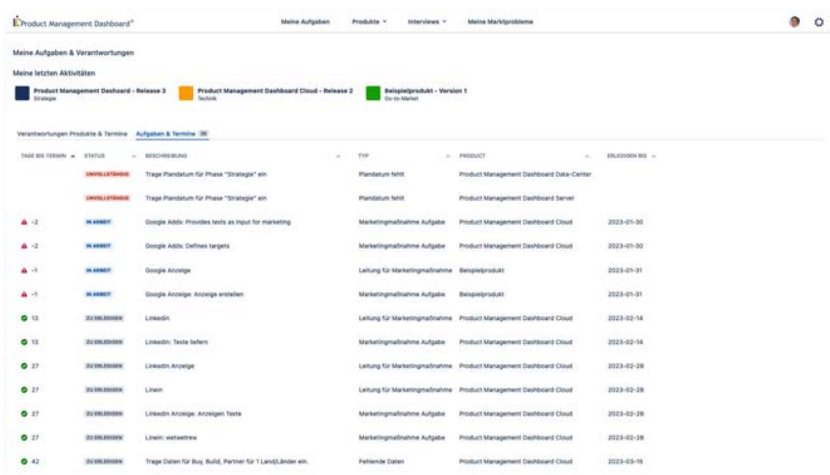 Product Management Dashboard®
Meine Aufgaben Produkte Interviews Meine Marktprobleme
Meine Aufgaben & Verantwortungen
Meine letzten Aktivitäten
Product Management Dashoard - Release 3 Product Management Dashboard Cloud - Release 2 Beispielprodukt - Version 1
Strategie Technik Go-to-Market
Verantwortungen Produkte & Termine Aufgaben & Termine
TAGE BIS TERMIN STATUS BESCHREIBUNG TYP PRODUCT ERLEDIGEN BIS
UNVOLLSTÄNDIG Trage Plandatum für Phase "Strategie" ein Plandatum fehlt Product Management Dashboard Data-Center
UNVOLLSTÄNDIG Trage Plandatum für Phase "Strategie" ein Plandatum fehlt Product Management Dashboard Server
-2 IN ARBEIT Google Adds: Provides texts as input for marketing Marketingmaßnahme Aufgabe Product Management Dashboard Cloud 2023-01-30
-2 IN ARBEIT Google Adds: Defines targets Marketingmaßnahme Aufgabe Product Management Dashboard Cloud 2023-01-30
-1 IN ARBEIT Google Anzeige Leitung für Marketingmaßnahme Beispielprodukt 2023-01-31
-1 IN ARBEIT Google Anzeige: Anzeige erstellen Marketingmaßnahme Aufgabe Beispielprodukt 2023-01-31
13 ZU ERLEDIGEN Linkedin Leitung für Marketingmaßnahme Product Management Dashboard Cloud 2023-02-14
13 ZU ERLEDIGEN Linkedin: Texte liefern Marketingmaßnahme Aufgabe Product Management Dashboard Cloud 2023-02-14
27 ZU ERLEDIGEN Linkedin Anzeige Leitung für Marketingmaßnahme Product Management Dashboard Cloud 2023-02-28
27 ZU ERLEDIGEN Linein Leitung für Marketingmaßnahme Product Management Dashboard Cloud 2023-02-28
27 ZU ERLEDIGEN Linkedin Anzeige: Anzeigen Texte Marketingmaßnahme Aufgabe Product Management Dashboard Cloud 2023-02-28
27 ZU ERLEDIGEN Linein: Marketingmaßnahme Aufgabe Product Management Dashboard Cloud 2023-02-28
42 ZU ERLEDIGEN Trage Daten für Buy, Build, Partner für 1 Land/Länder ein. Fehlende Daten Product Management Dashboard Cloud 2023-03-15